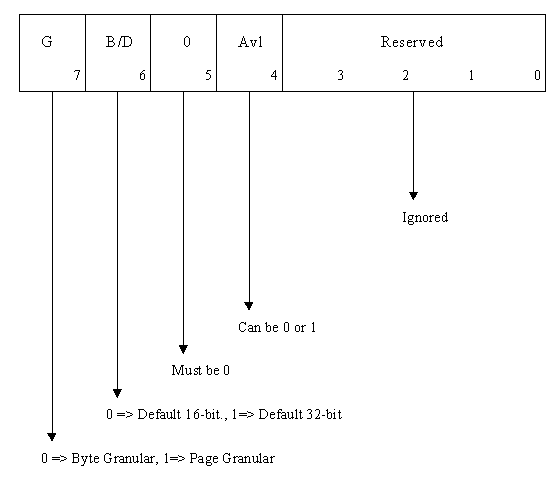 G B/D 0 Avl Reserved
7 6 5 4 3 2 1 0
Ignored
Can be 0 or 1
Must be 0
0 => Default 16-bit., 1=> Default 32-bit
0 => Byte Granular, 1=> Page Granular